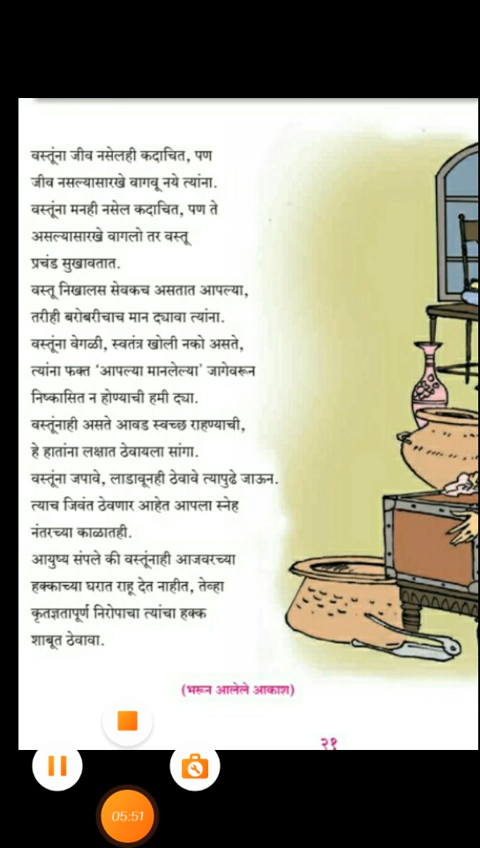 वस्तूंना जीव नसेलही कदाचित, पण
जीव नसल्यासारखे वागवू नये त्यांना.
वस्तूंना मनही नसेल कदाचित, पण ते
असल्यासारखे वागलो तर वस्तू
प्रचंड सुखावतात.
वस्तू निखालस सेवकच असतात आपल्या,
तरीही बरोबरीचाच मान द्यावा त्यांना.
वस्तूंना वेगळी, स्वतंत्र खोली नको असते,
त्यांना फक्त ‘आपल्या मानलेल्या’ जागेवरून
निष्कासित न होण्याची हमी द्या.
वस्तूंनाही असते आवड स्वच्छ राहण्याची,
हे हातांना लक्षात ठेवायला सांगा.
वस्तूंना जपावे, लाडावूनही ठेवावे त्यापुढे जाऊन.
त्याच जिवंत ठेवणार आहेत आपला स्नेह
नंतरच्या काळातही.
आयुष्य संपले की वस्तूंनाही आजवरच्या
हक्काच्या घरात राहू देत नाहीत, तेव्हा
कृतज्ञतापूर्ण निरोपाचा त्यांचा हक्क
शाबूत ठेवावा.
(भरून आलेले आकाश)
२१
05:51